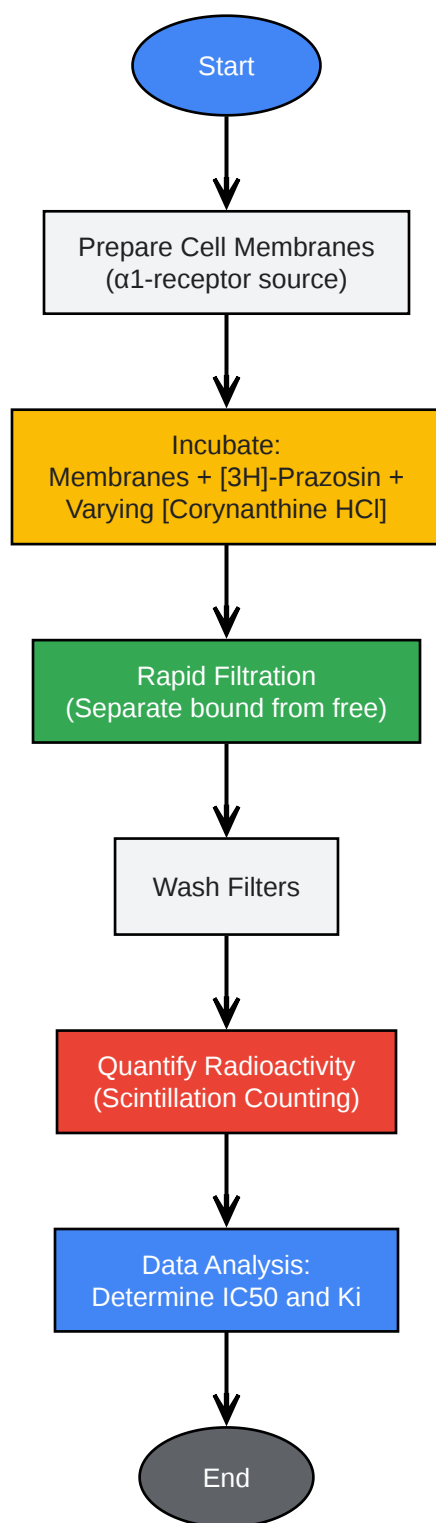 Start
Prepare Cell Membranes
(α1-receptor source)
Incubate:
Membranes + [3H]-Prazosin +
Varying [Corynanthine HCl]
Rapid Filtration
(Separate bound from free)
Wash Filters
Quantify Radioactivity
(Scintillation Counting)
Data Analysis:
Determine IC50 and Ki
End